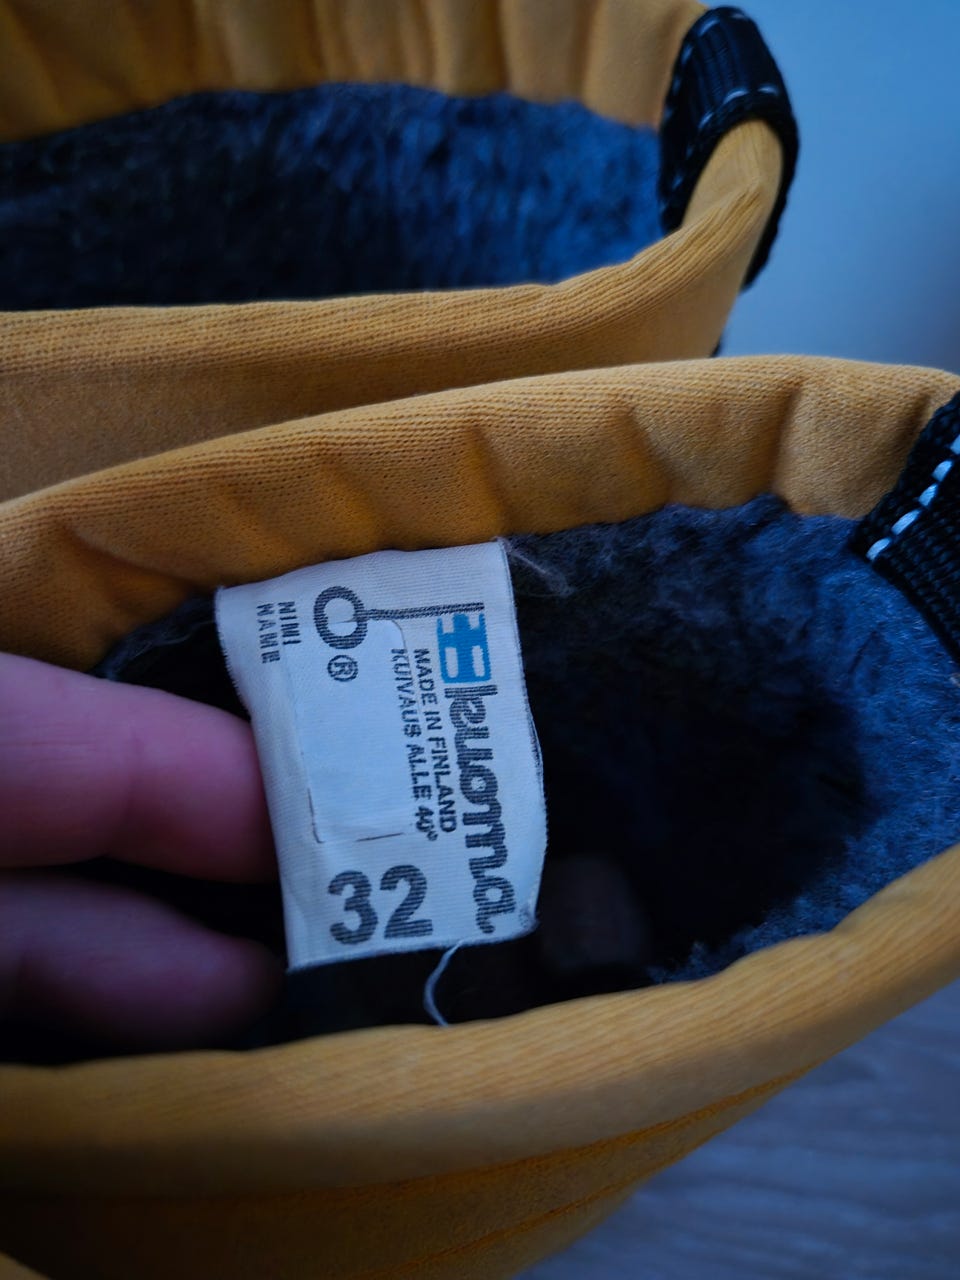 kuoma
MADE IN FINLAND
KUIVAUS ALLE 40°
®
NIMI
NAME
32